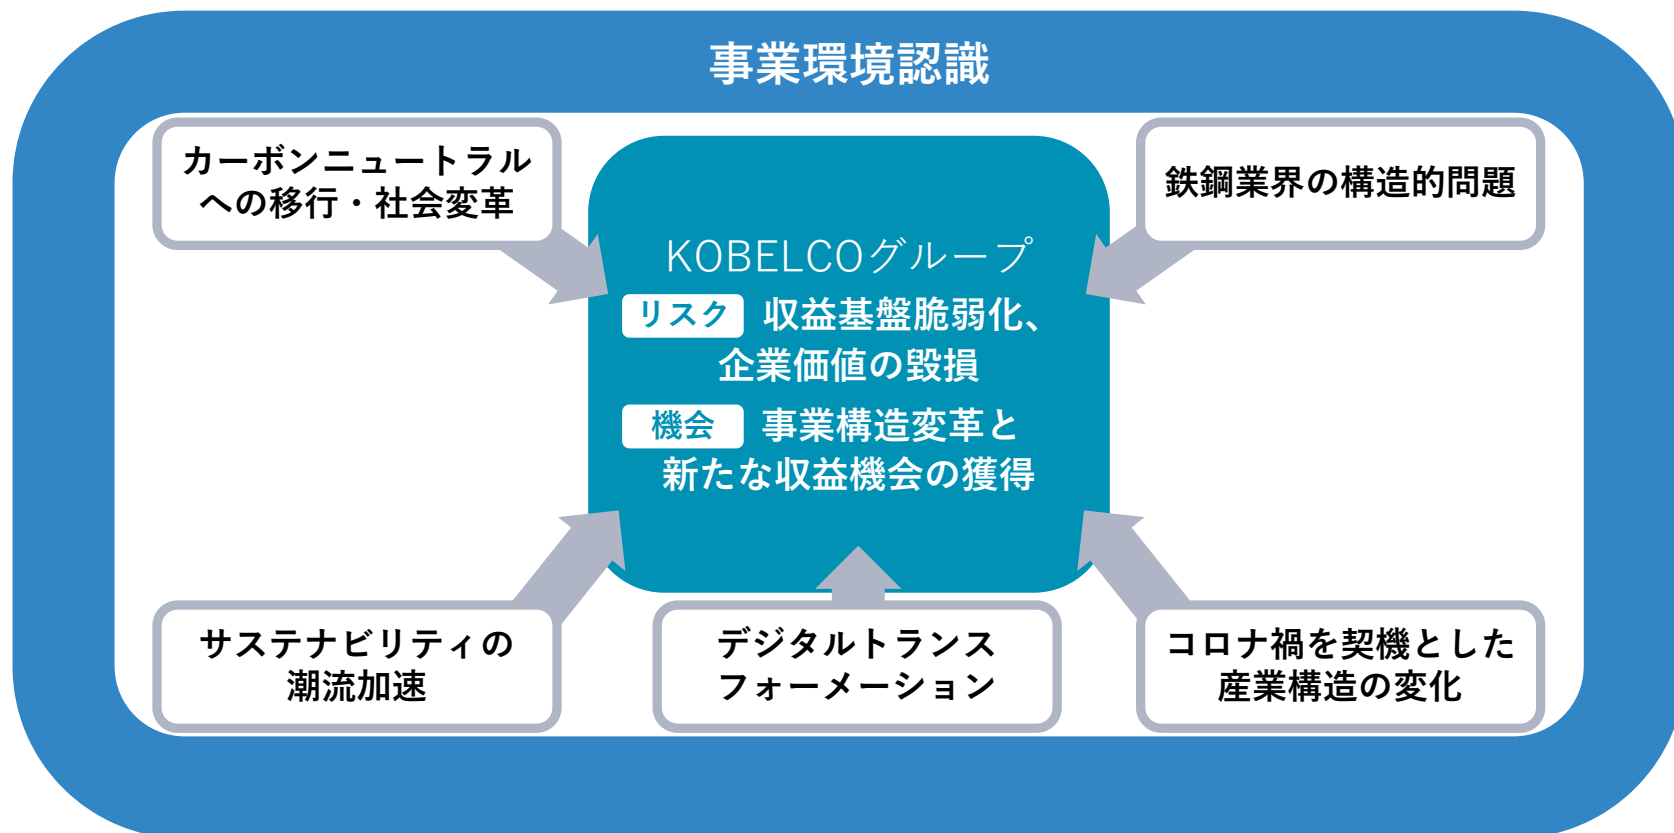 事業環境認識
カーボンニュートラル
への移行・社会変革
鉄鋼業界の構造的問題
KOBELCOグループ
リスク 収益基盤脆弱化、
企業価値の毀損
機会 事業構造変革と
新たな収益機会の獲得
サステナビリティの
潮流加速
デジタルトランス
フォーメーション
コロナ禍を契機とした
産業構造の変化